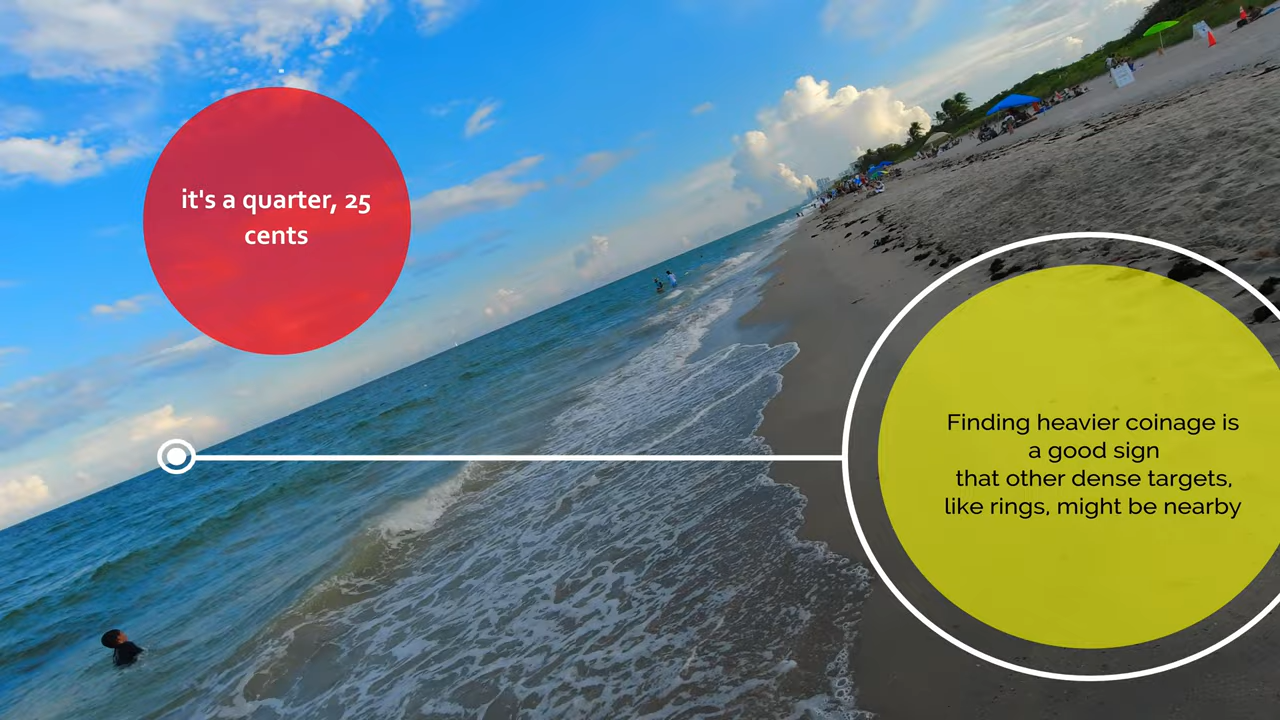 it's a quarter, 25
cents
Finding heavier coinage is
a good sign
that other dense targets,
like rings, might be nearby